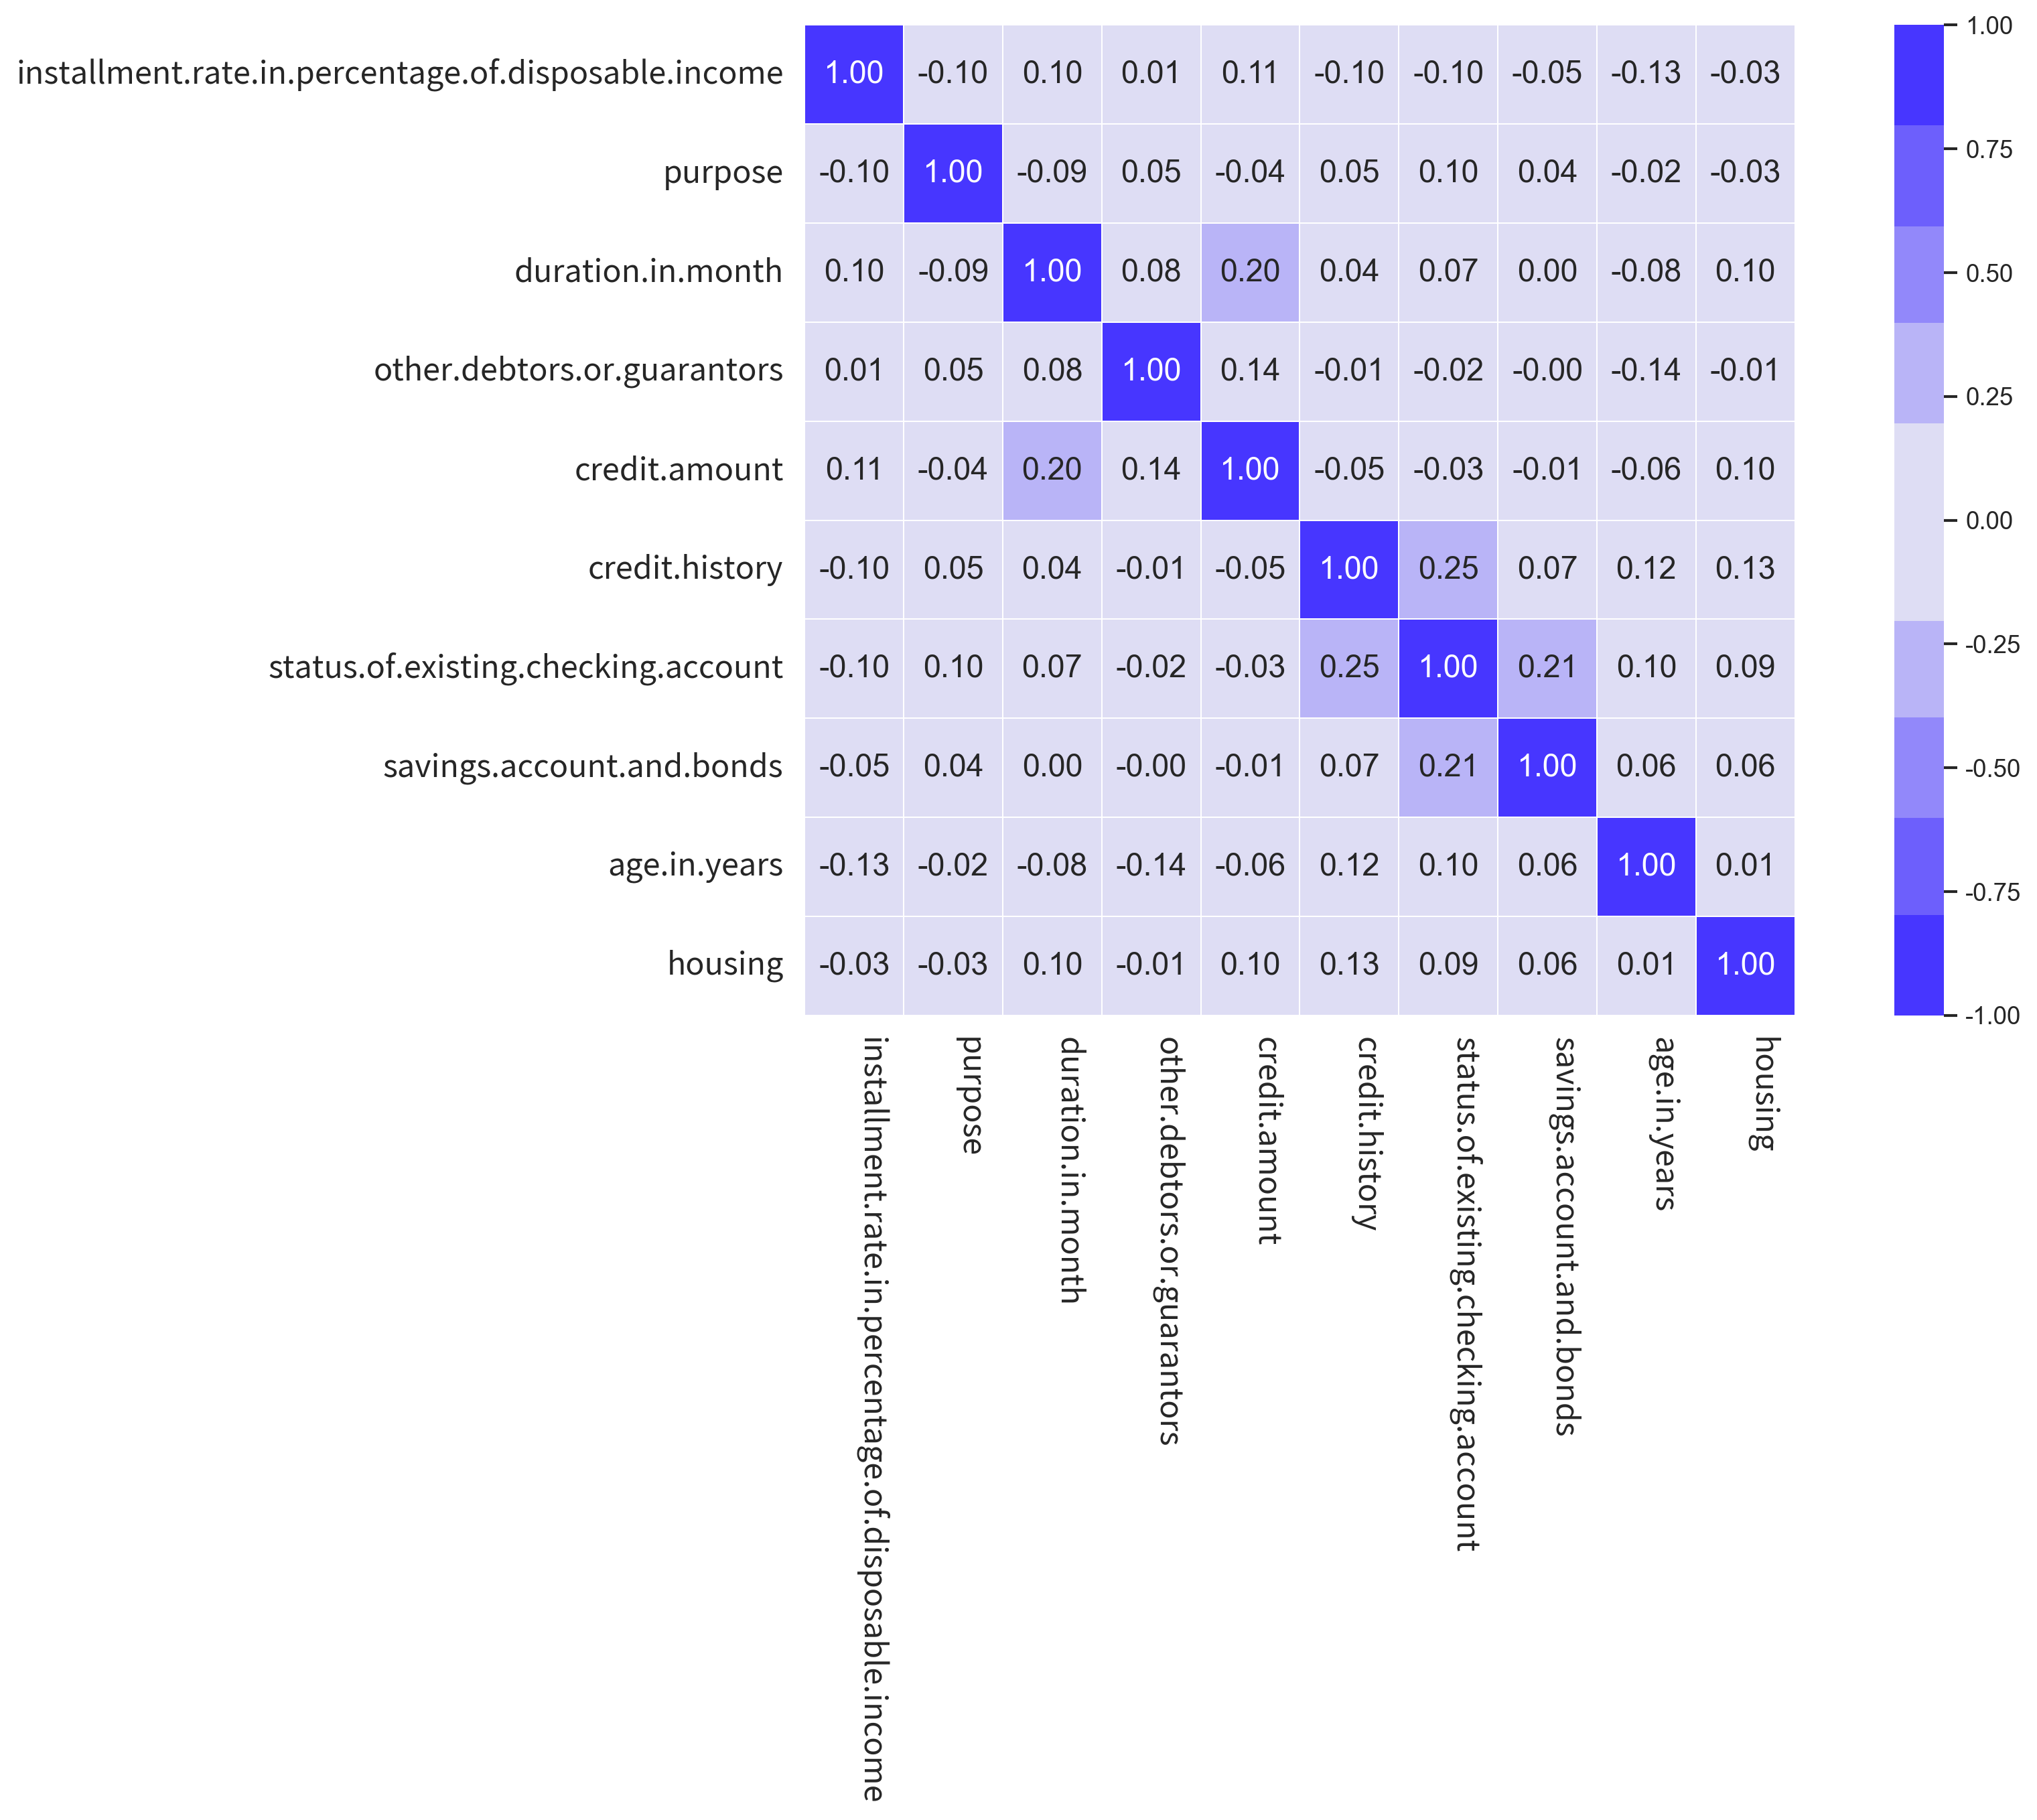 installment.rate.in.percentage.of.disposable.income 1.00 -0.10 0.10 0.01 0.11 -0.10 -0.10 -0.05 -0.13 -0.03
purpose -0.10 1.00 -0.09 0.05 -0.04 0.05 0.10 0.04 -0.02 -0.03
duration.in.month 0.10 -0.09 1.00 0.08 0.20 0.04 0.07 0.00 -0.08 0.10
other.debtors.or.guarantors 0.01 0.05 0.08 1.00 0.14 -0.01 -0.02 -0.00 -0.14 -0.01
credit.amount 0.11 -0.04 0.20 0.14 1.00 -0.05 -0.03 -0.01 -0.06 0.10
credit.history -0.10 0.05 0.04 -0.01 -0.05 1.00 0.25 0.07 0.12 0.13
status.of.existing.checking.account -0.10 0.10 0.07 -0.02 -0.03 0.25 1.00 0.21 0.10 0.09
savings.account.and.bonds -0.05 0.04 0.00 -0.00 -0.01 0.07 0.21 1.00 0.06 0.06
age.in.years -0.13 -0.02 -0.08 -0.14 -0.06 0.12 0.10 0.06 1.00 0.01
housing -0.03 -0.03 0.10 -0.01 0.10 0.13 0.09 0.06 0.01 1.00
installment.rate.in.percentage.of.disposable.income
purpose
duration.in.month
other.debtors.or.guarantors
credit.amount
credit.history
status.of.existing.checking.account
savings.account.and.bonds
age.in.years
housing
1.00
0.75
0.50
0.25
0.00
-0.25
-0.50
-0.75
-1.00